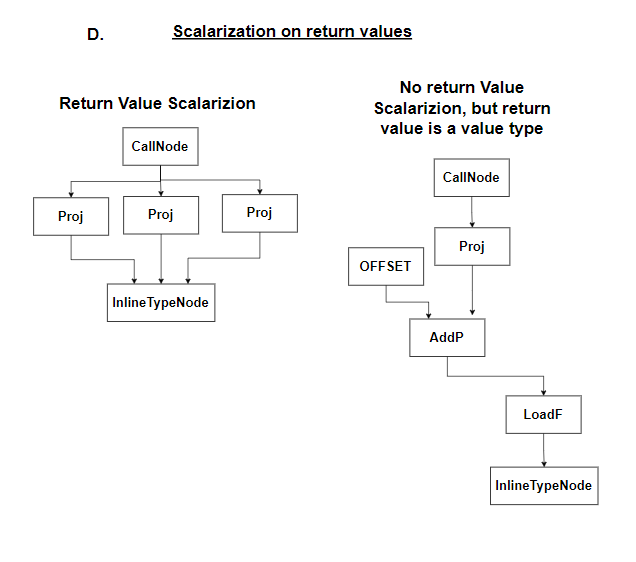 D.
Scalarization on return values
Return Value Scalarizion
CallNode
Proj
Proj
Proj
InlineTypeNode
No return Value
Scalarizion, but return
value is a value type
CallNode
Proj
OFFSET
AddP
LoadF
InlineTypeNode